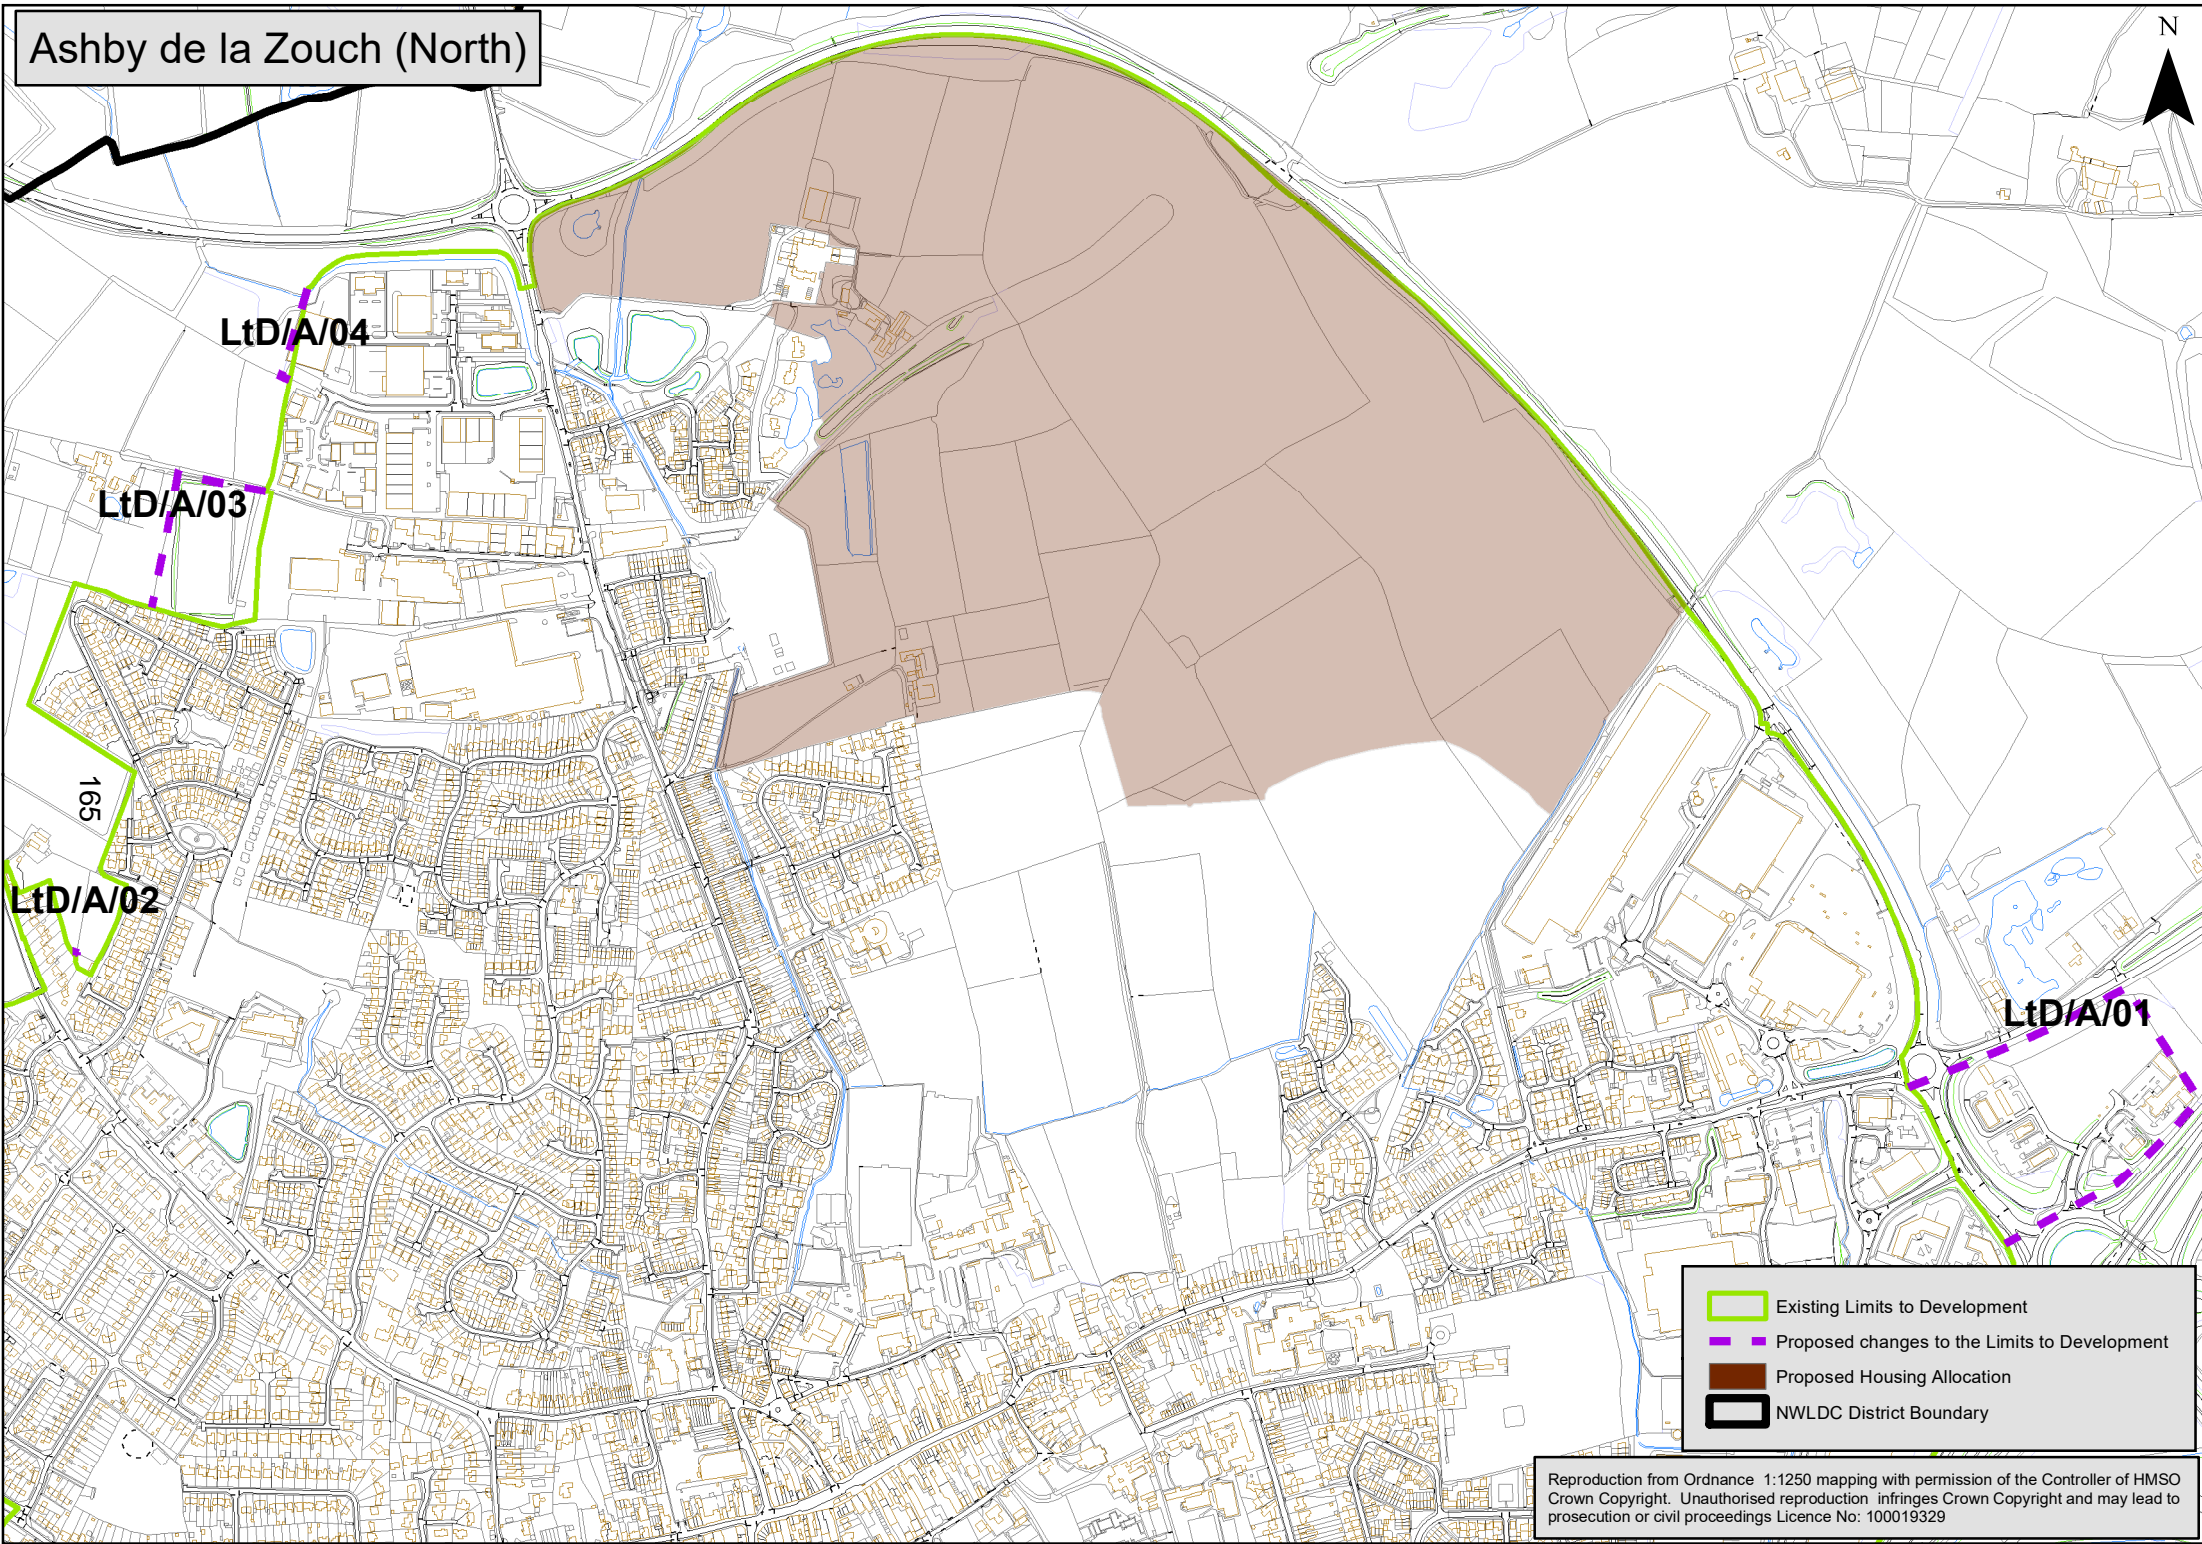 Ashby de la Zouch (North)
N
LtD/A/04
LtD/A/03
165
LtD/A/02
LtD/A/01
Existing Limits to Development
Proposed changes to the Limits to Development
Proposed Housing Allocation
NWLDC District Boundary
Reproduction from Ordnance 1:1250 mapping with permission of the Controller of HMSO
Crown Copyright. Unauthorised reproduction infringes Crown Copyright and may lead to
prosecution or civil proceedings Licence No: 100019329